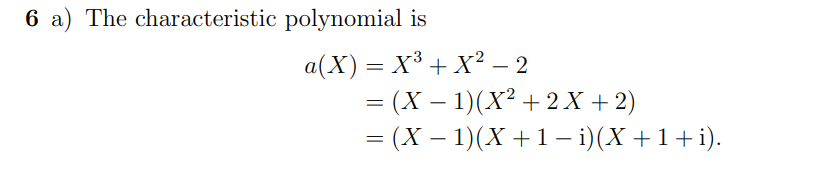 6 a) The characteristic polynomial is
a(X) = X³ + X² − 2
= (X − 1)(X² + 2 X + 2)
= (X − 1)(X + 1 − i)(X + 1 + i).